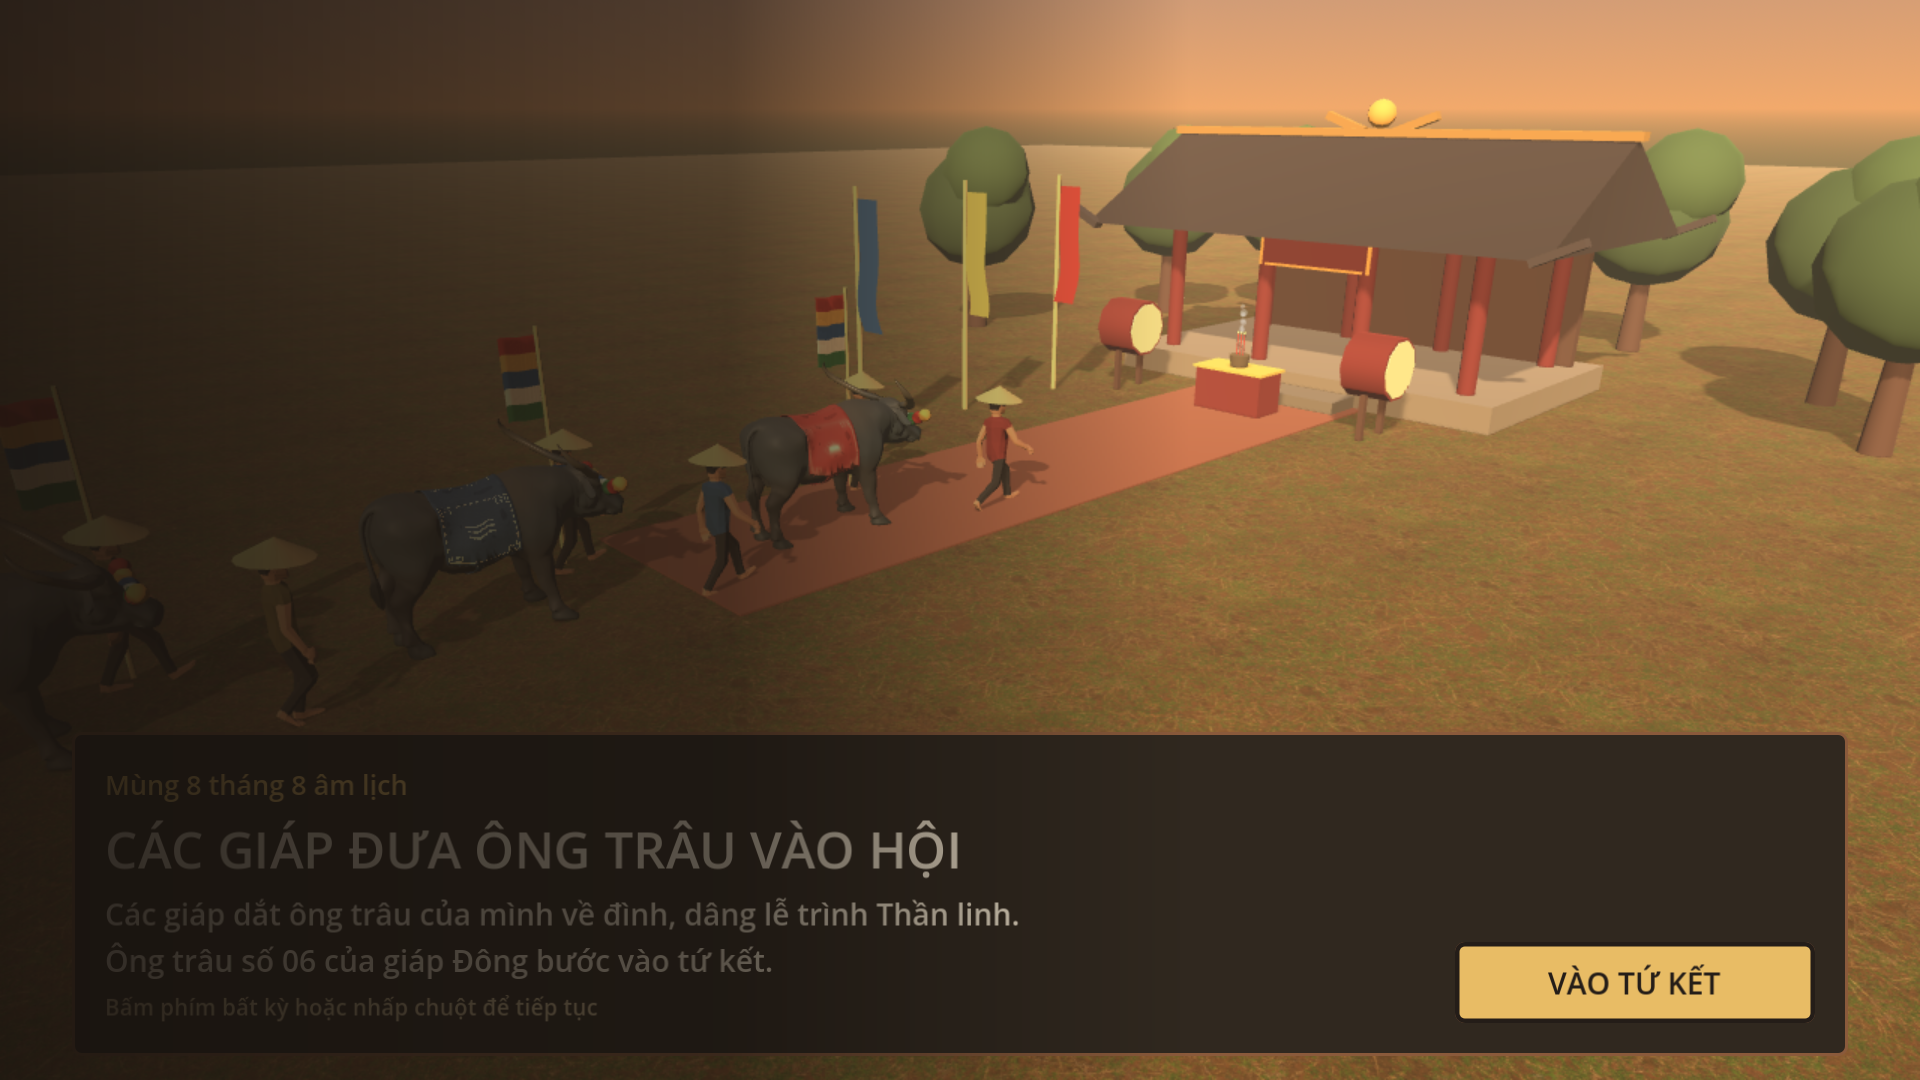 Mùng 8 tháng 8 âm lịch
CÁC GIÁP ĐƯA ÔNG TRÂU VÀO HỘI
Các giáp dắt ông trâu của mình về đình, dâng lễ trình Thần linh.
Ông trâu số 06 của giáp Đông bước vào tứ kết.
Bấm phím bất kỳ hoặc nhấp chuột để tiếp tục
VÀO TỨ KẾT